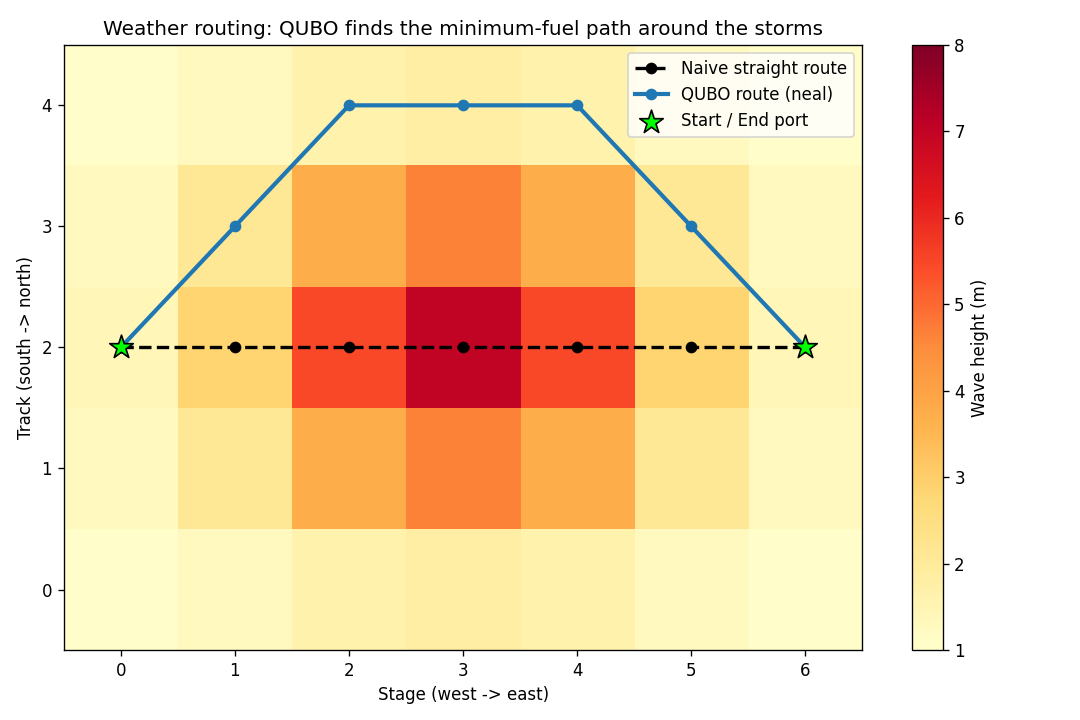 Weather routing: QUBO finds the minimum-fuel path around the storms
Naive straight route
QUBO route (neal)
Start / End port
Track (south -> north)
4
3
2
1
0
0 1 2 3 4 5 6
Stage (west -> east)
8
7
6
5
4
3
2
1
Wave height (m)